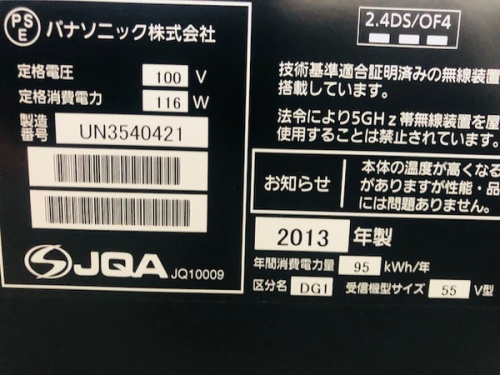 PS
E
パナソニック株式会社
定格電圧 100 V
定格消費電力 116 W
製造
番号 UN3540421
JQA JQ10009
2.4DS/OF4
技術基準適合証明済みの無線装置
搭載しています。
法令により5GHz帯無線装置を屋
使用することは禁止されています
お知らせ
本体の温度が高くなる
がありますが性能・品
には問題ありません。
2013 年製
年間消費電力量 95 kWh/年
区分名 DG1 受信機型サイズ 55 V型